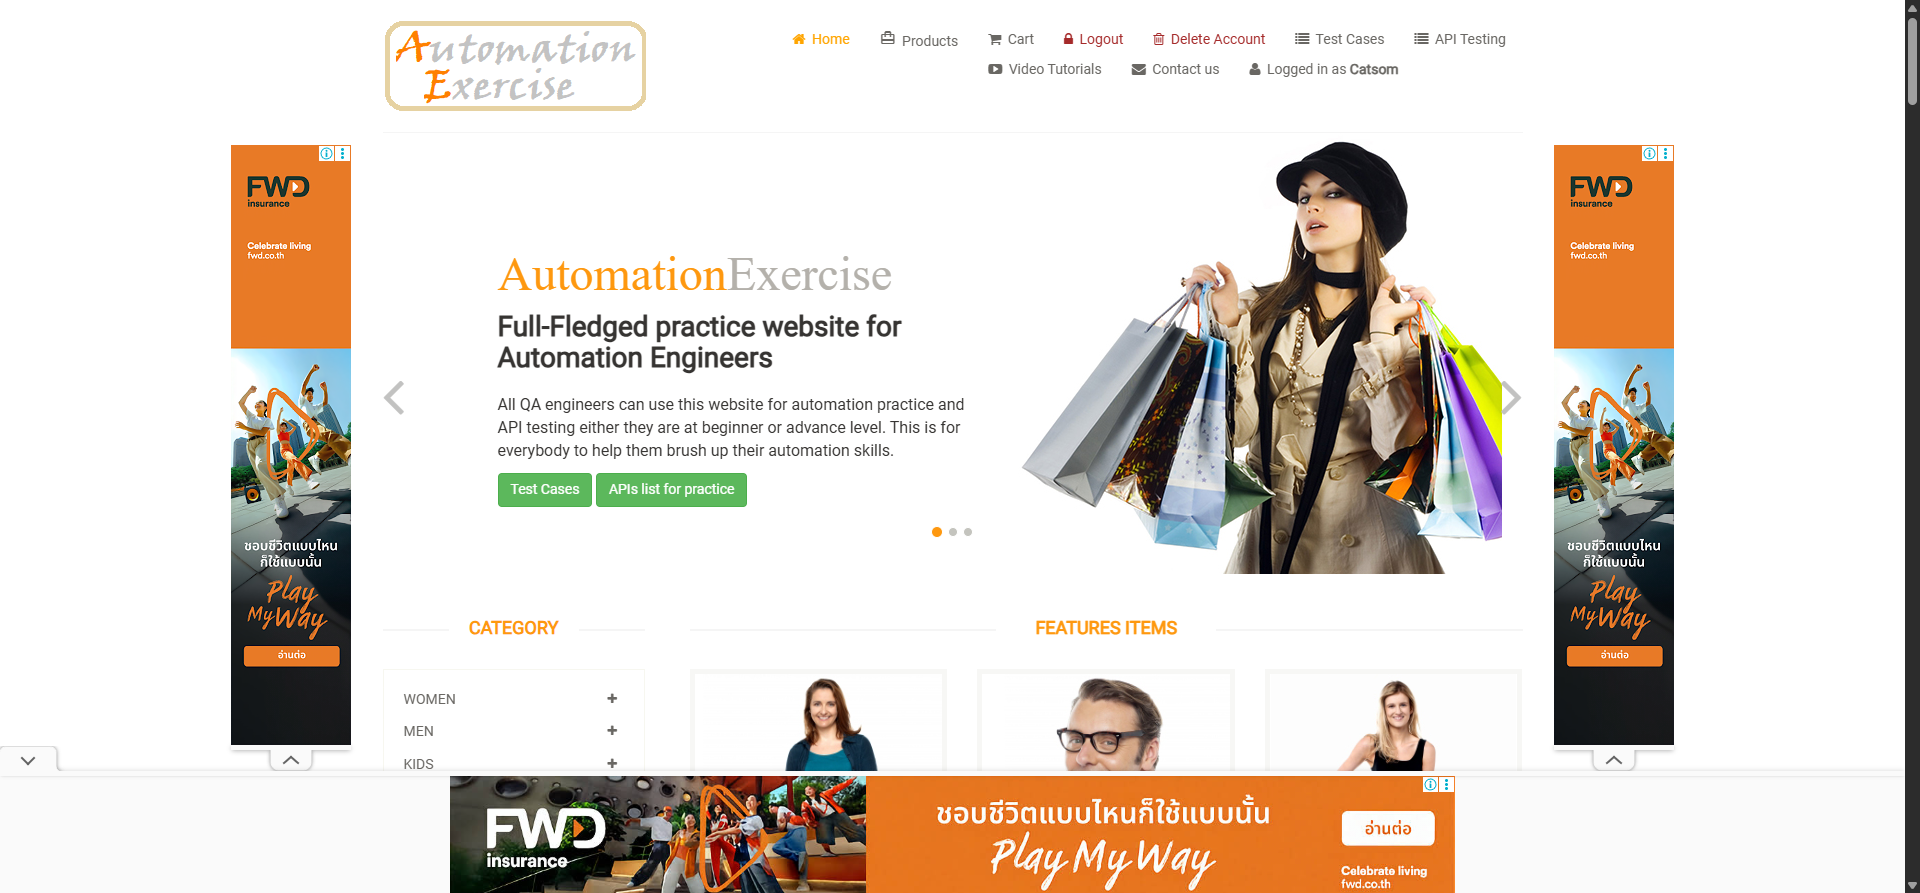 Automation
Exercise
Home
Products
Cart
Logout
Delete Account
Test Cases
API Testing
Video Tutorials
Contact us
Logged in as Catsom
FWD
insurance
Celebrate living
fwd.co.th
ชอบชีวิตแบบไหน
ก็ใช้แบบนั้น
Play
My Way
อ่านต่อ
AutomationExercise
Full-Fledged practice website for
Automation Engineers
All QA engineers can use this website for automation practice and
API testing either they are at beginner or advance level. This is for
everybody to help them brush up their automation skills.
Test Cases
APIs list for practice
FWD
insurance
Celebrate living
fwd.co.th
ชอบชีวิตแบบไหน
ก็ใช้แบบนั้น
Play
My Way
อ่านต่อ
CATEGORY
FEATURES ITEMS
WOMEN
MEN
KIDS
FWD
insurance
ชอบชีวิตแบบไหนก็ใช้แบบนั้น
Play My Way
อ่านต่อ
Celebrate living
fwd.co.th